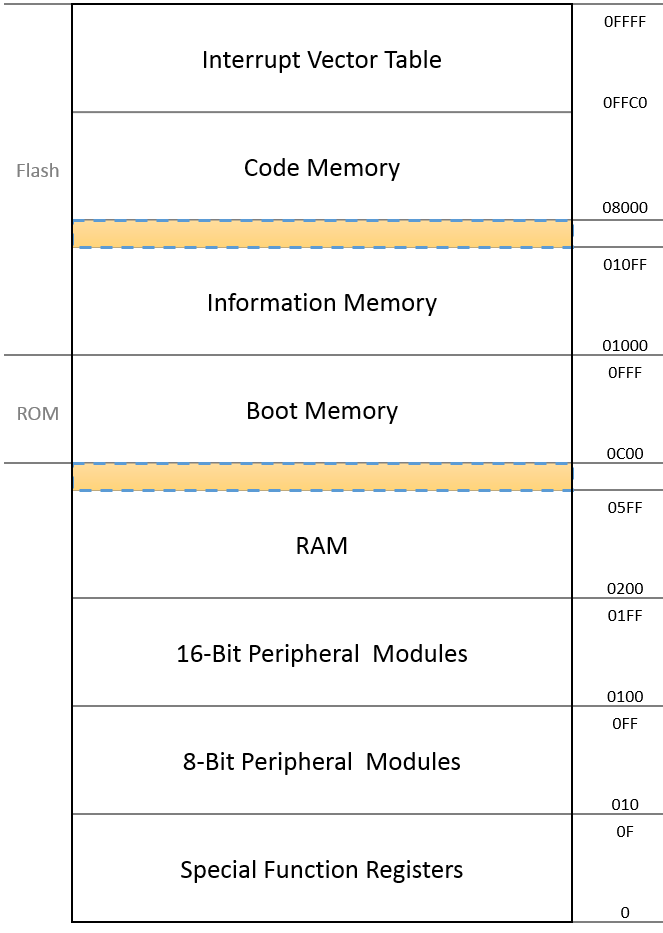 0FFFF
Interrupt Vector Table
0FFC0
Flash
Code Memory
08000
010FF
Information Memory
01000
0FFF
ROM
Boot Memory
0C00
05FF
RAM
0200
01FF
16-Bit Peripheral  Modules
0100
0FF
8-Bit Peripheral  Modules
010
0F
Special Function Registers
0